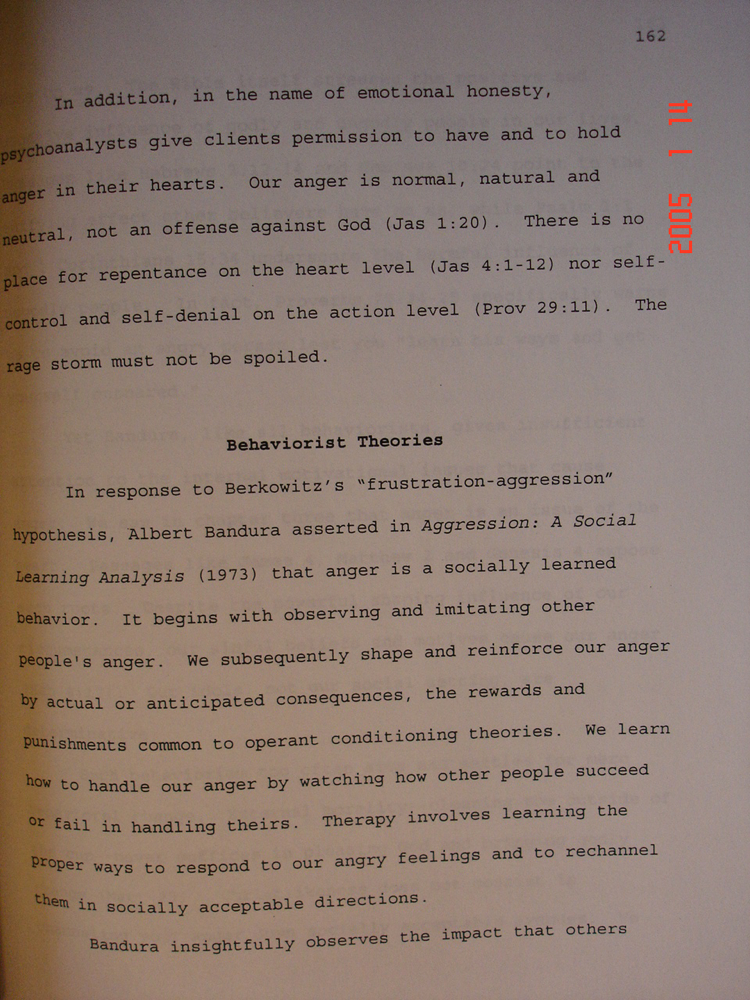 162
In addition, in the name of emotional honesty,
psychoanalysts give clients permission to have and to hold
anger in their hearts. Our anger is normal, natural and
neutral, not an offense against God (Jas 1:20). There is no
place for repentance on the heart level (Jas 4:1-12) nor self-
control and self-denial on the action level (Prov 29:11). The
rage storm must not be spoiled.
Behaviorist Theories
In response to Berkowitz's "frustration-aggression"
hypothesis, Albert Bandura asserted in Aggression: A Social
Learning Analysis (1973) that anger is a socially learned
behavior. It begins with observing and imitating other
people's anger. We subsequently shape and reinforce our anger
by actual or anticipated consequences, the rewards and
punishments common to operant conditioning theories. We learn
how to handle our anger by watching how other people succeed
or fail in handling theirs. Therapy involves learning the
proper ways to respond to our angry feelings and to rechannel
them in socially acceptable directions.
Bandura insightfully observes the impact that others
2005 1 14